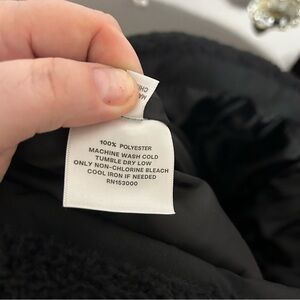 100% POLYESTER
MACHINE WASH COLD
TUMBLE DRY LOW
ONLY NON-CHLORINE BLEACH
COOL IRON IF NEEDED
RN153000